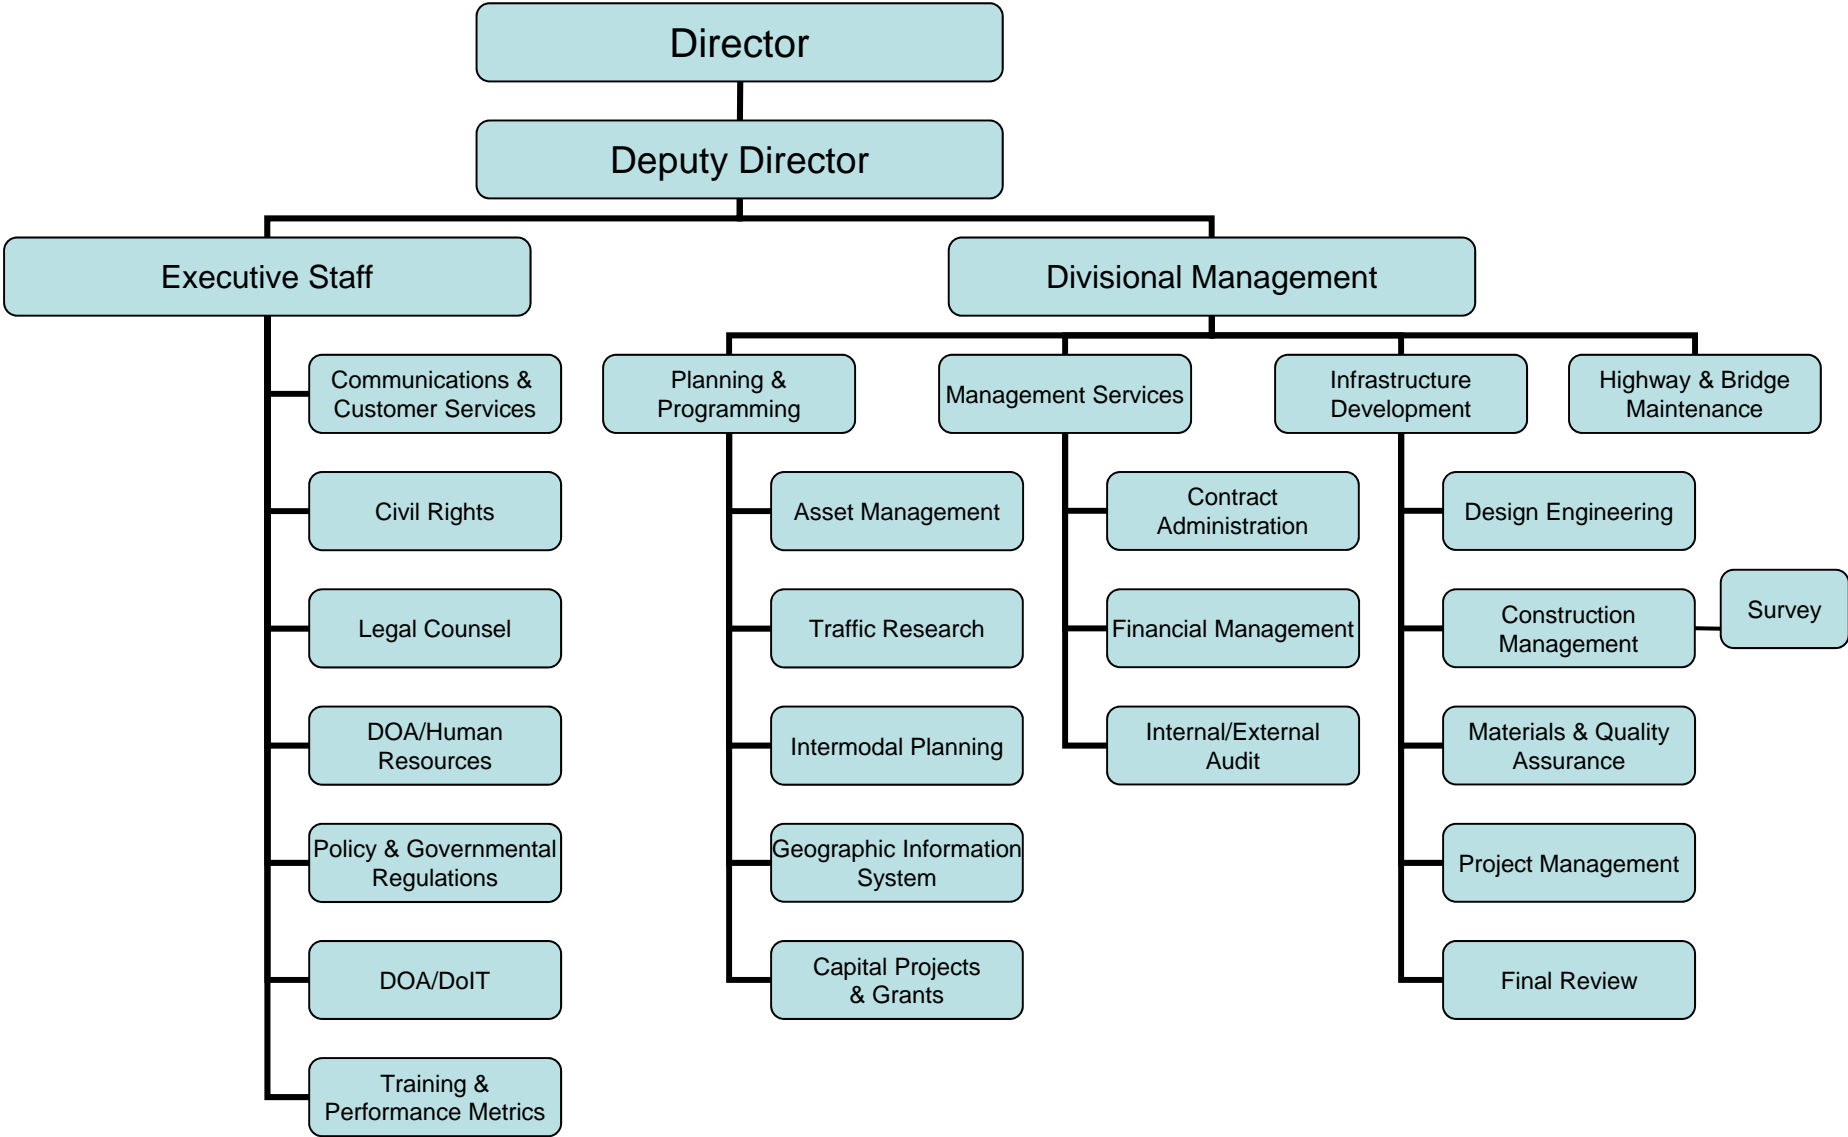 Director
Deputy Director
Executive Staff
Divisional Management
Communications &
Customer Services
Civil Rights
Legal Counsel
DOA/Human
Resources
Policy & Governmental
Regulations
DOA/DoIT
Training &
Performance Metrics
Planning &
Programming
Asset Management
Traffic Research
Intermodal Planning
Geographic Information
System
Capital Projects
& Grants
Management Services
Contract
Administration
Financial Management
Internal/External
Audit
Infrastructure
Development
Design Engineering
Construction
Management
Survey
Materials & Quality
Assurance
Project Management
Final Review
Highway & Bridge
Maintenance